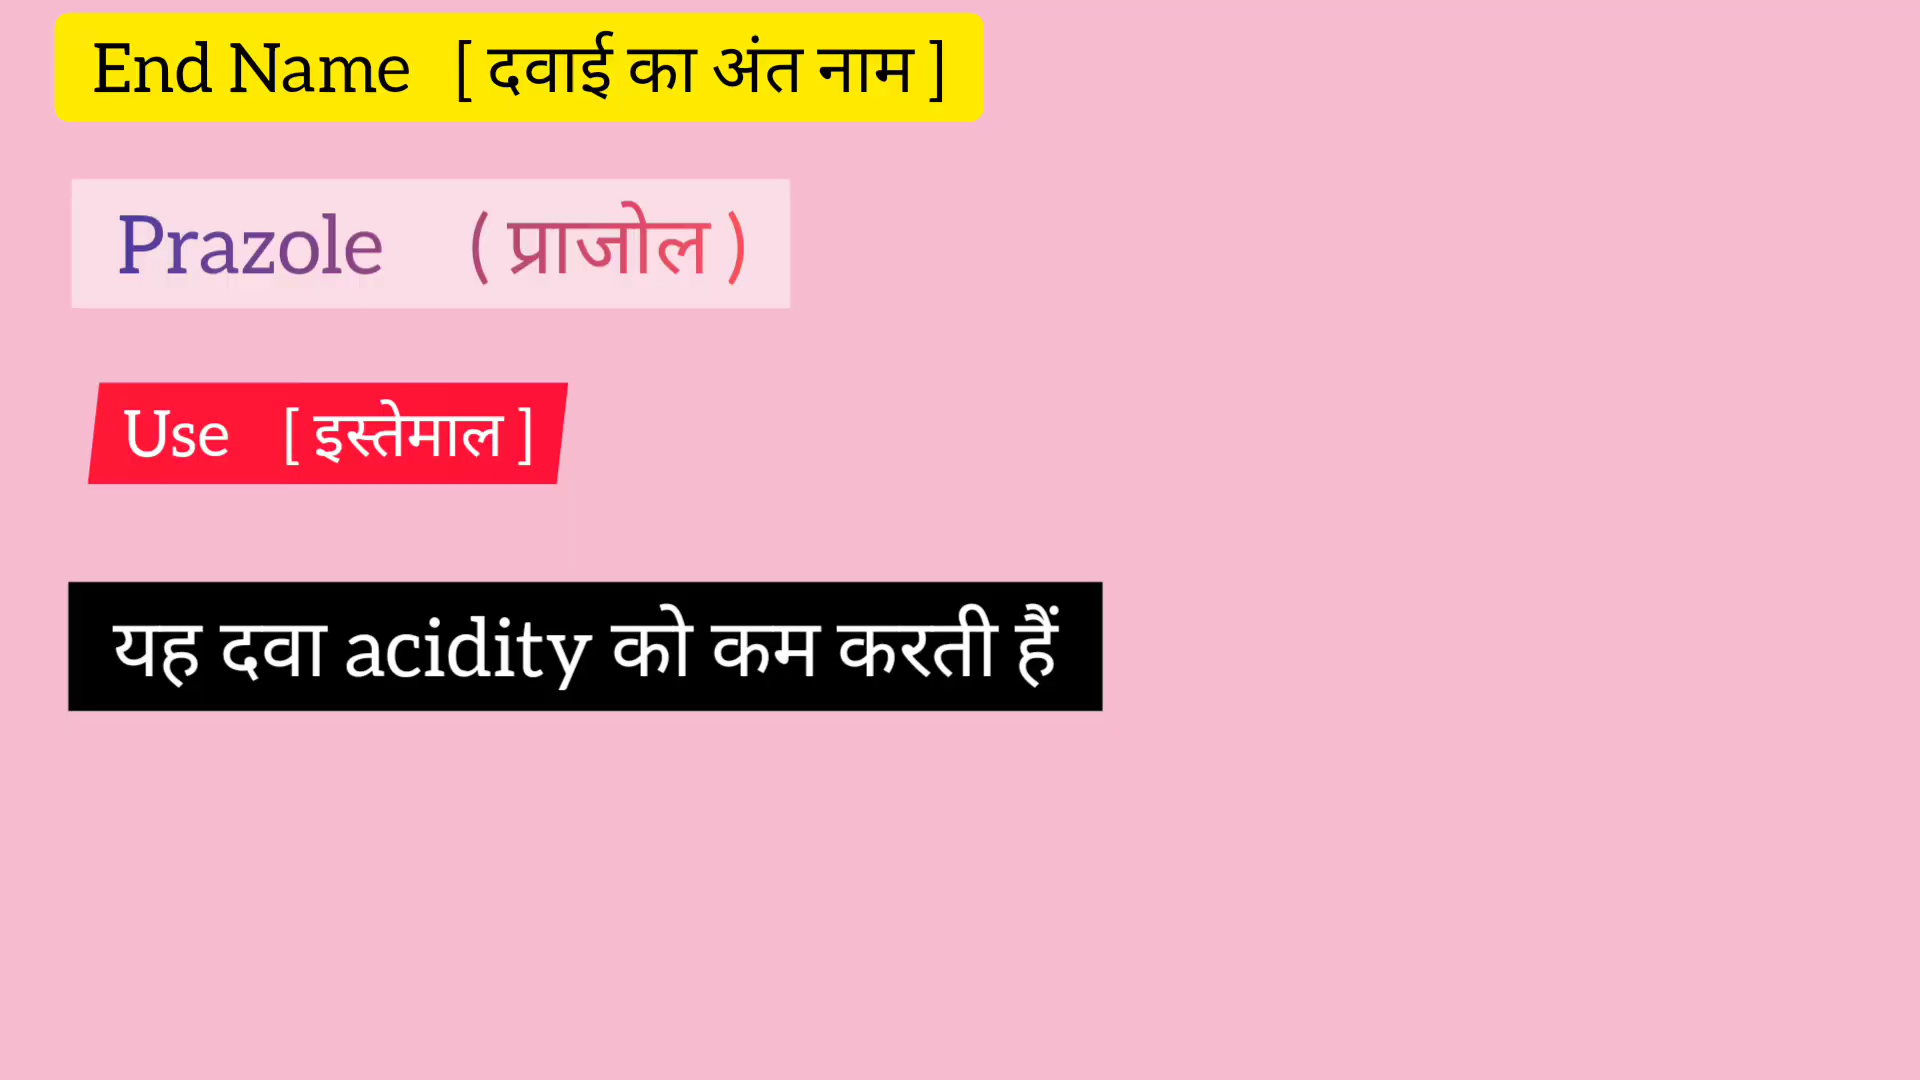 End Name [ दवाई का अंत नाम ]
Prazole ( प्राजोल )
Use [ इस्तेमाल ]
यह दवा acidity को कम करती हैं